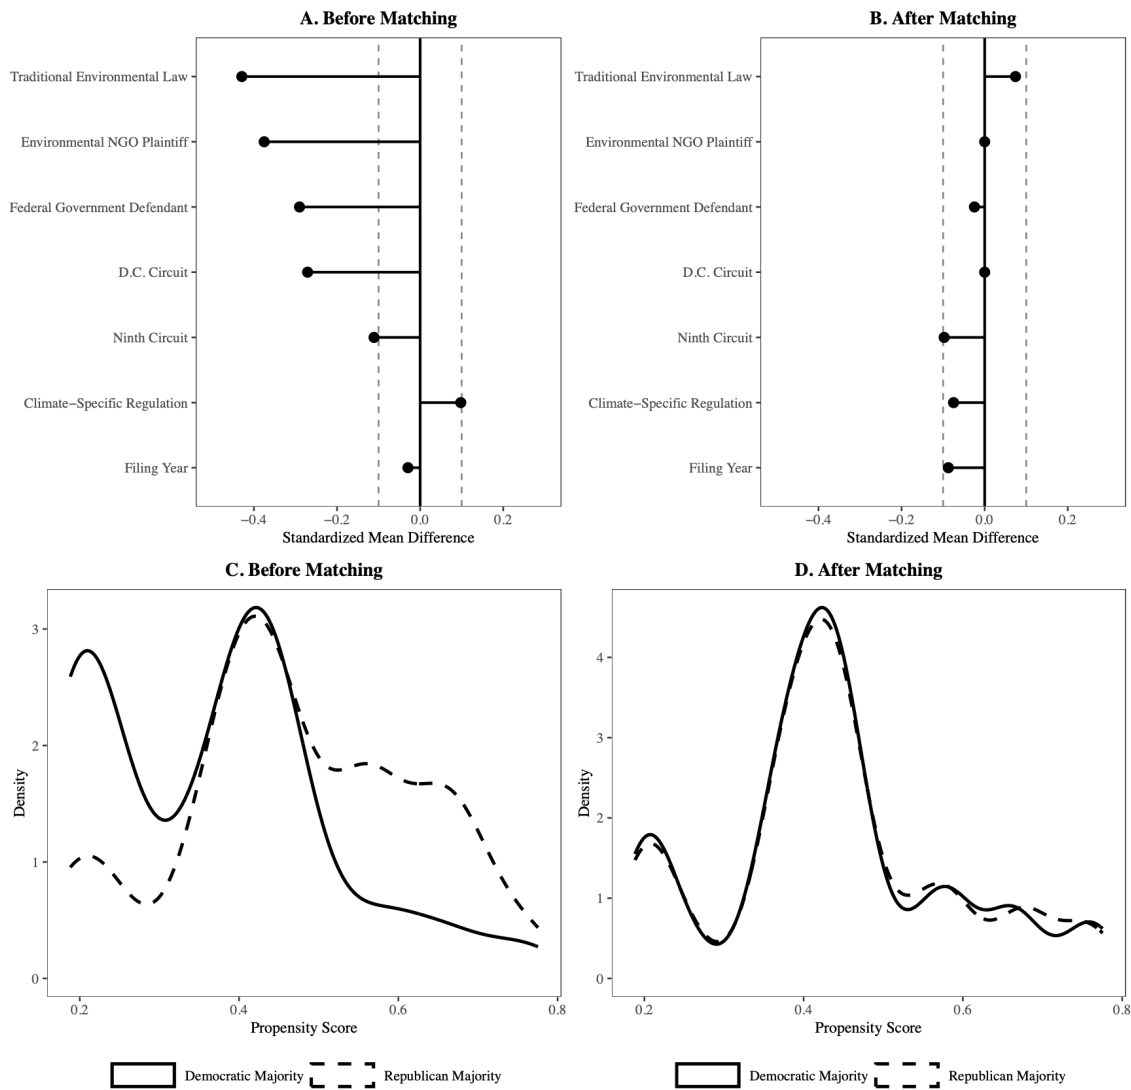 A. Before Matching
Traditional Environmental Law
Environmental NGO Plaintiff
Federal Government Defendant
D.C. Circuit
Ninth Circuit
Climate−Specific Regulation
Filing Year
−0.4 −0.2 0.0 0.2
Standardized Mean Difference
B. After Matching
Traditional Environmental Law
Environmental NGO Plaintiff
Federal Government Defendant
D.C. Circuit
Ninth Circuit
Climate−Specific Regulation
Filing Year
−0.4 −0.2 0.0 0.2
Standardized Mean Difference
C. Before Matching
Density
3
2
1
0
0.2 0.4 0.6 0.8
Propensity Score
Democratic Majority Republican Majority
D. After Matching
Density
4
3
2
1
0
0.2 0.4 0.6 0.8
Propensity Score
Democratic Majority Republican Majority